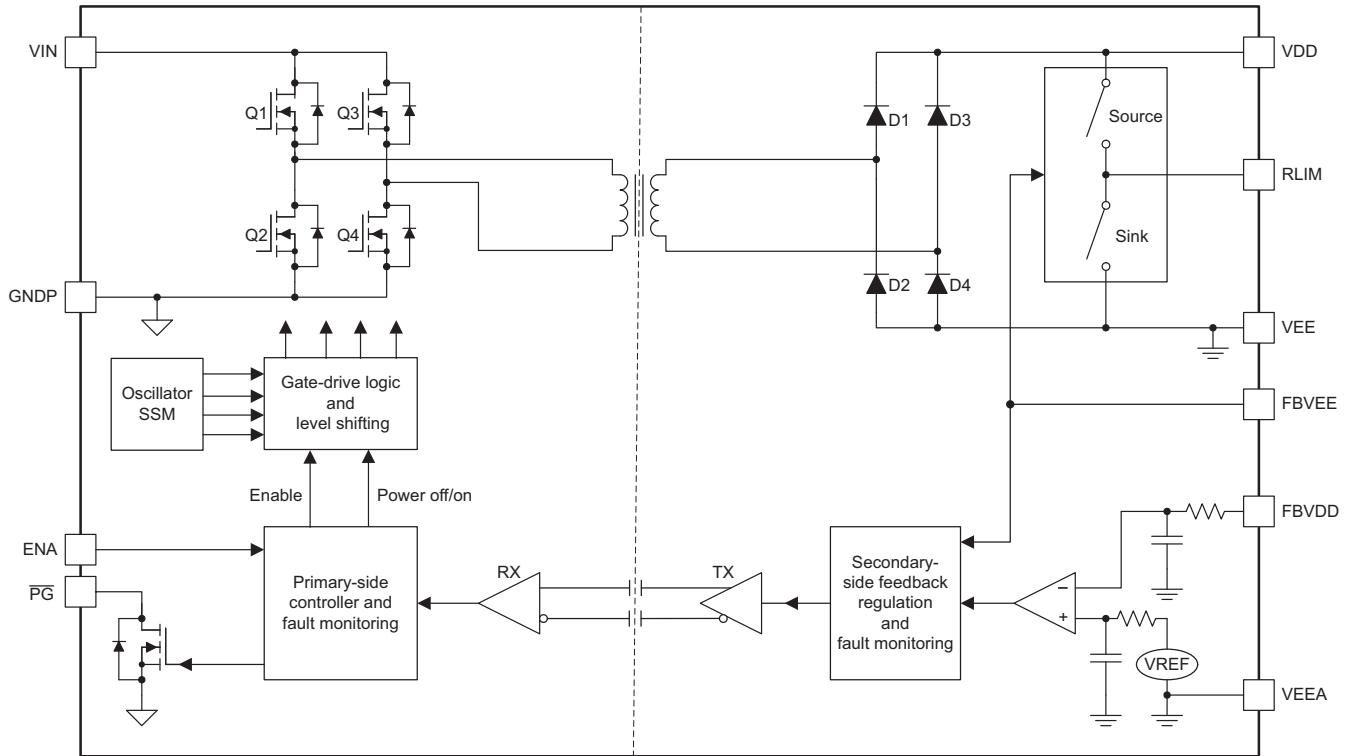 VIN
VDD
Q1
Q3
D1
D3
Source
RLIM
Q2
Q4
Sink
D2
D4
GNDP
VEE
Oscillator
SSM
Gate-drive logic
and
level shifting
FBVEE
Enable
Power off/on
FBVDD
ENA
PG
Primary-side
controller and
fault monitoring
RX
TX
Secondary-
side feedback
regulation
and
fault monitoring
–
+
VREF
VEEA